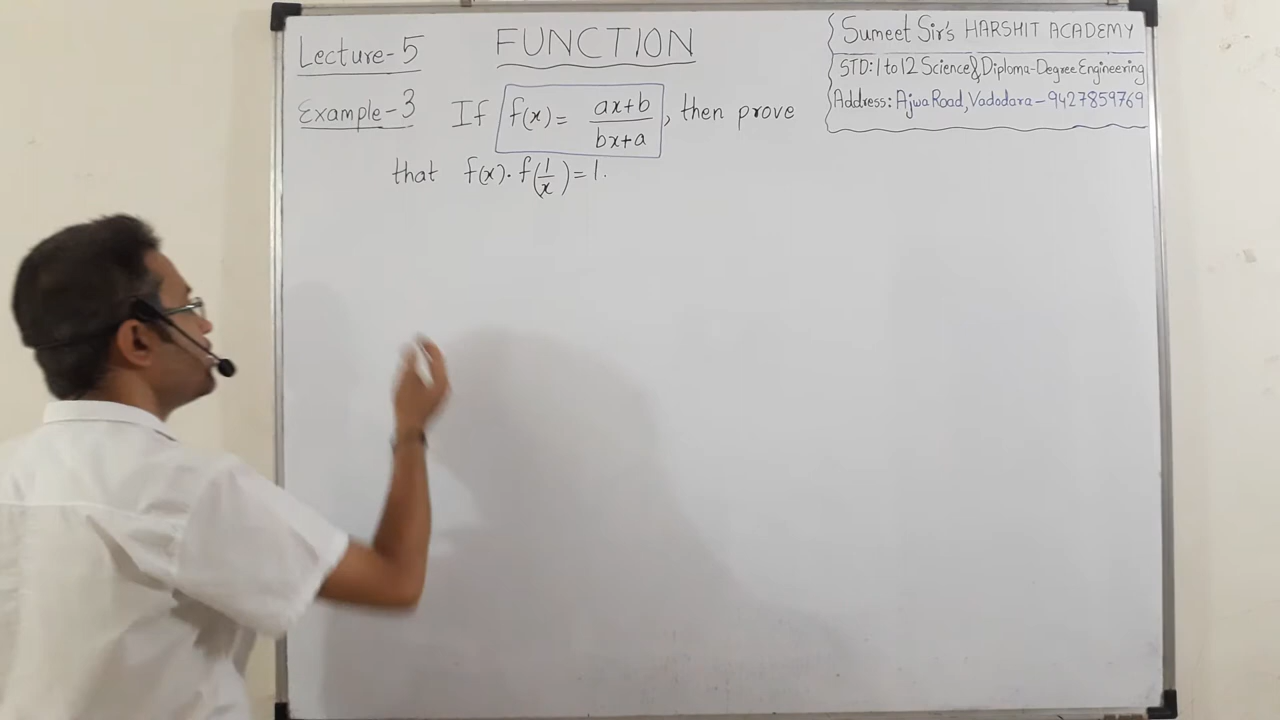 Lecture-5 FUNCTION
Example-3 If f(x) = ax+b / bx+a, then prove
that f(x)·f(1/x)=1.
Sumeet Sir's HARSHIT ACADEMY
STD: 1 to 12 Science & Diploma-Degree Engineering
Address: Ajwa Road, Vadodara - 9427859769